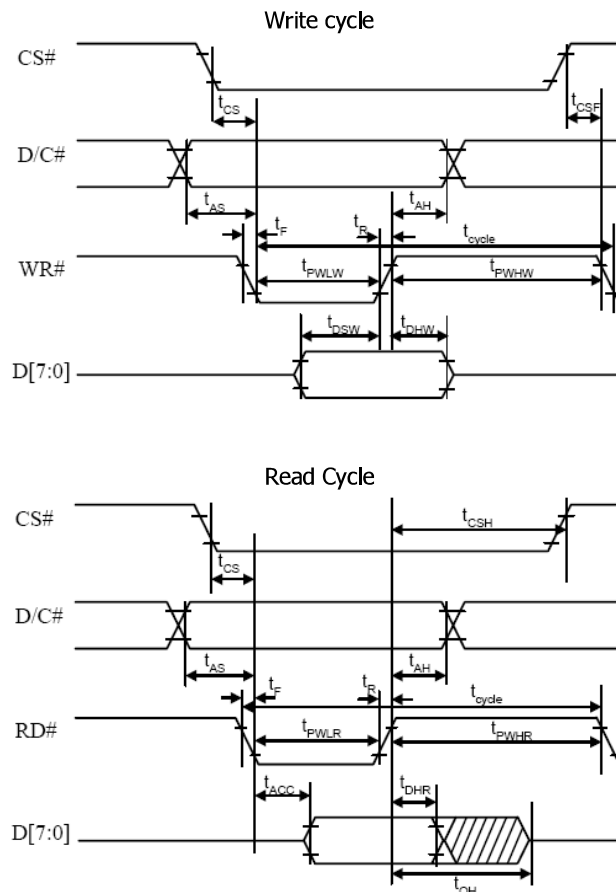 Write cycle
CS#
tCS
tCSF
D/C#
tAS
tAH
tF
tR
tcycle
WR#
tPWLW
tPWHW
tDSW
tDHW
D[7:0]
Read Cycle
CS#
tCSH
tCS
D/C#
tAS
tAH
tF
tR
tcycle
RD#
tPWLR
tPWHR
tACC
tDHR
D[7:0]
tOH